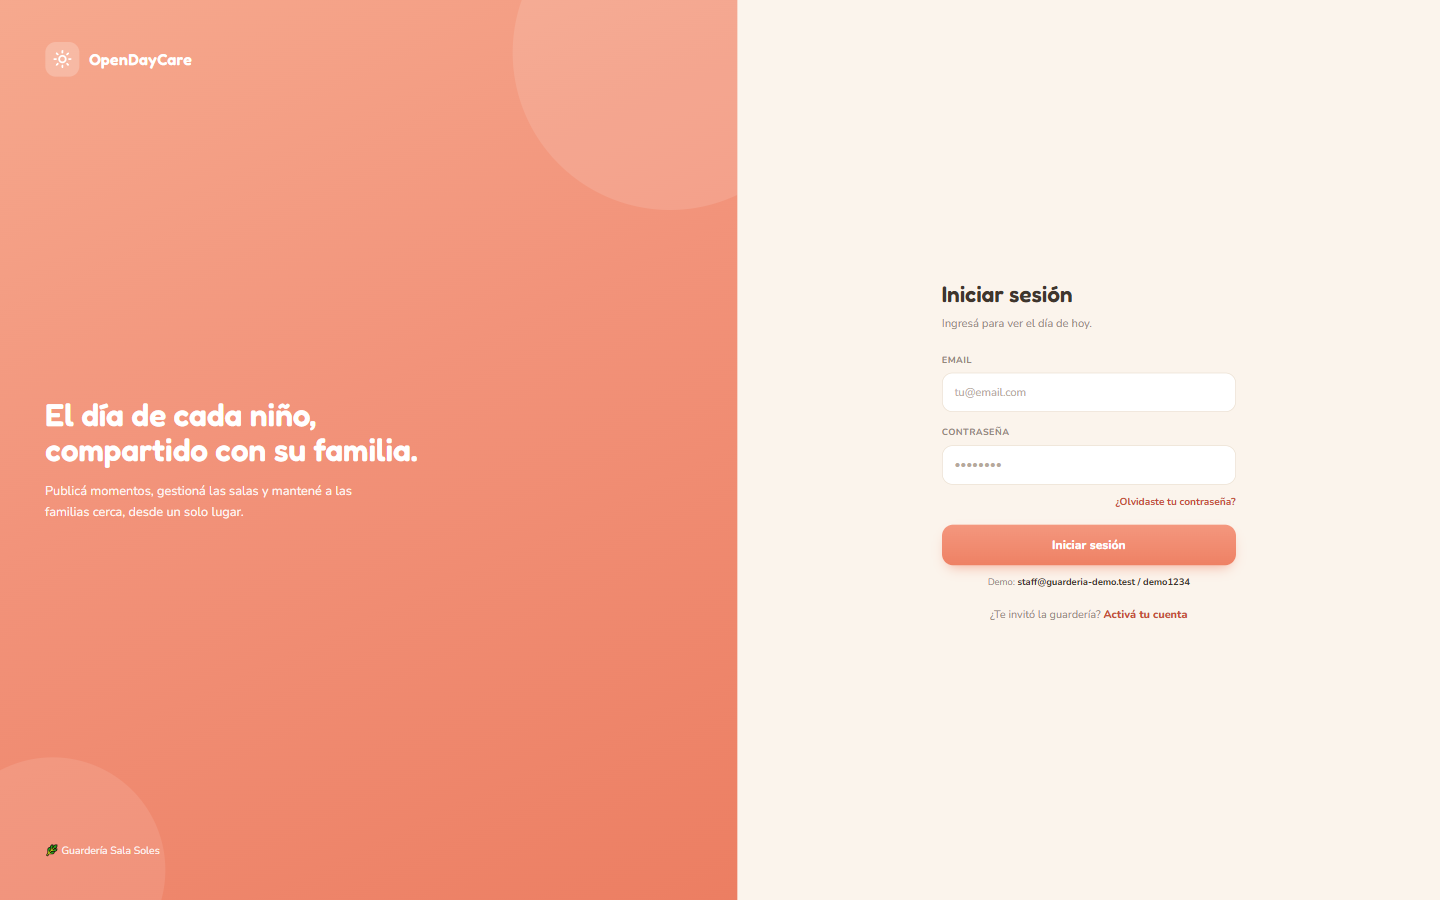 OpenDayCare
El día de cada niño,
compartido con su familia.
Publicá momentos, gestioná las salas y mantené a las
familias cerca, desde un solo lugar.
Guardería Sala Soles
Iniciar sesión
Ingresá para ver el día de hoy.
EMAIL
tu@email.com
CONTRASEÑA
••••••••
¿Olvidaste tu contraseña?
Iniciar sesión
Demo: staff@guarderia-demo.test / demo1234
¿Te invitó la guardería? Activá tu cuenta